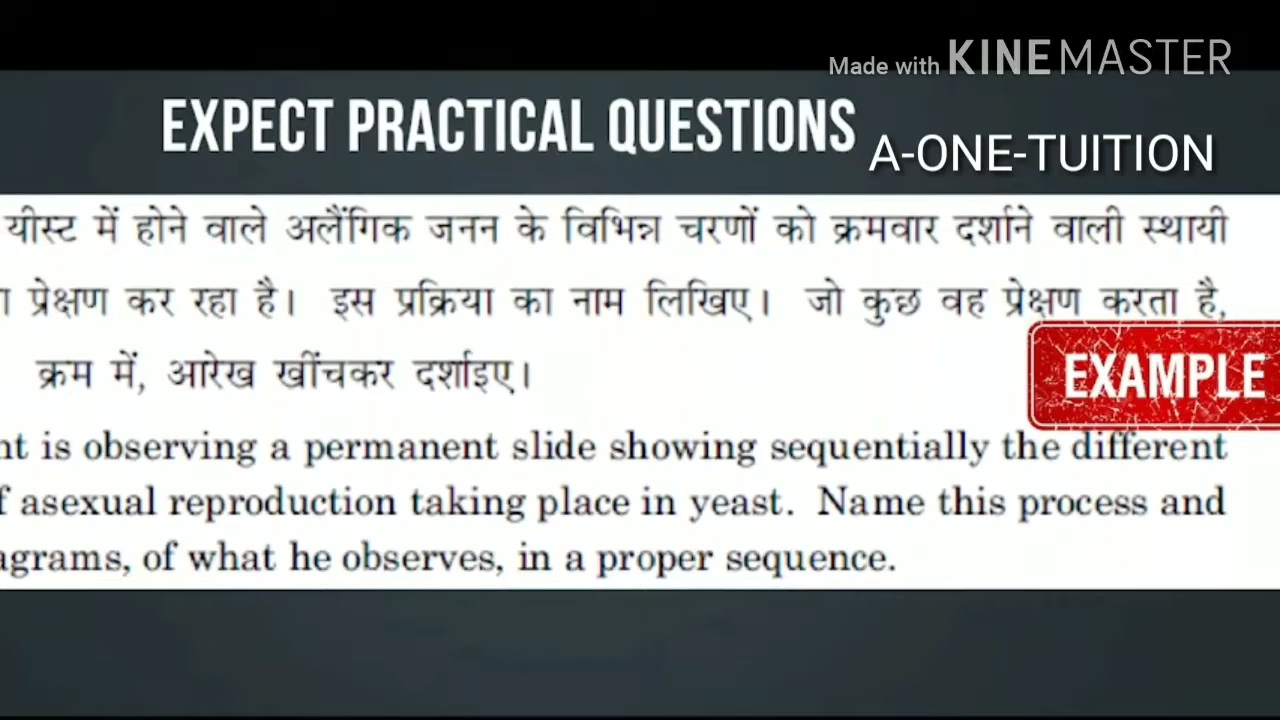 Made with KINEMASTER
EXPECT PRACTICAL QUESTIONS
A-ONE-TUITION
यीस्ट में होने वाले अलैंगिक जनन के विभिन्न चरणों को क्रमवार दर्शाने वाली स्थायी
प्रेक्षण कर रहा है। इस प्रक्रिया का नाम लिखिए। जो कुछ वह प्रेक्षण करता है,
क्रम में, आरेख खींचकर दर्शाइए।
EXAMPLE
is observing a permanent slide showing sequentially the different
asexual reproduction taking place in yeast. Name this process and
of what he observes, in a proper sequence.